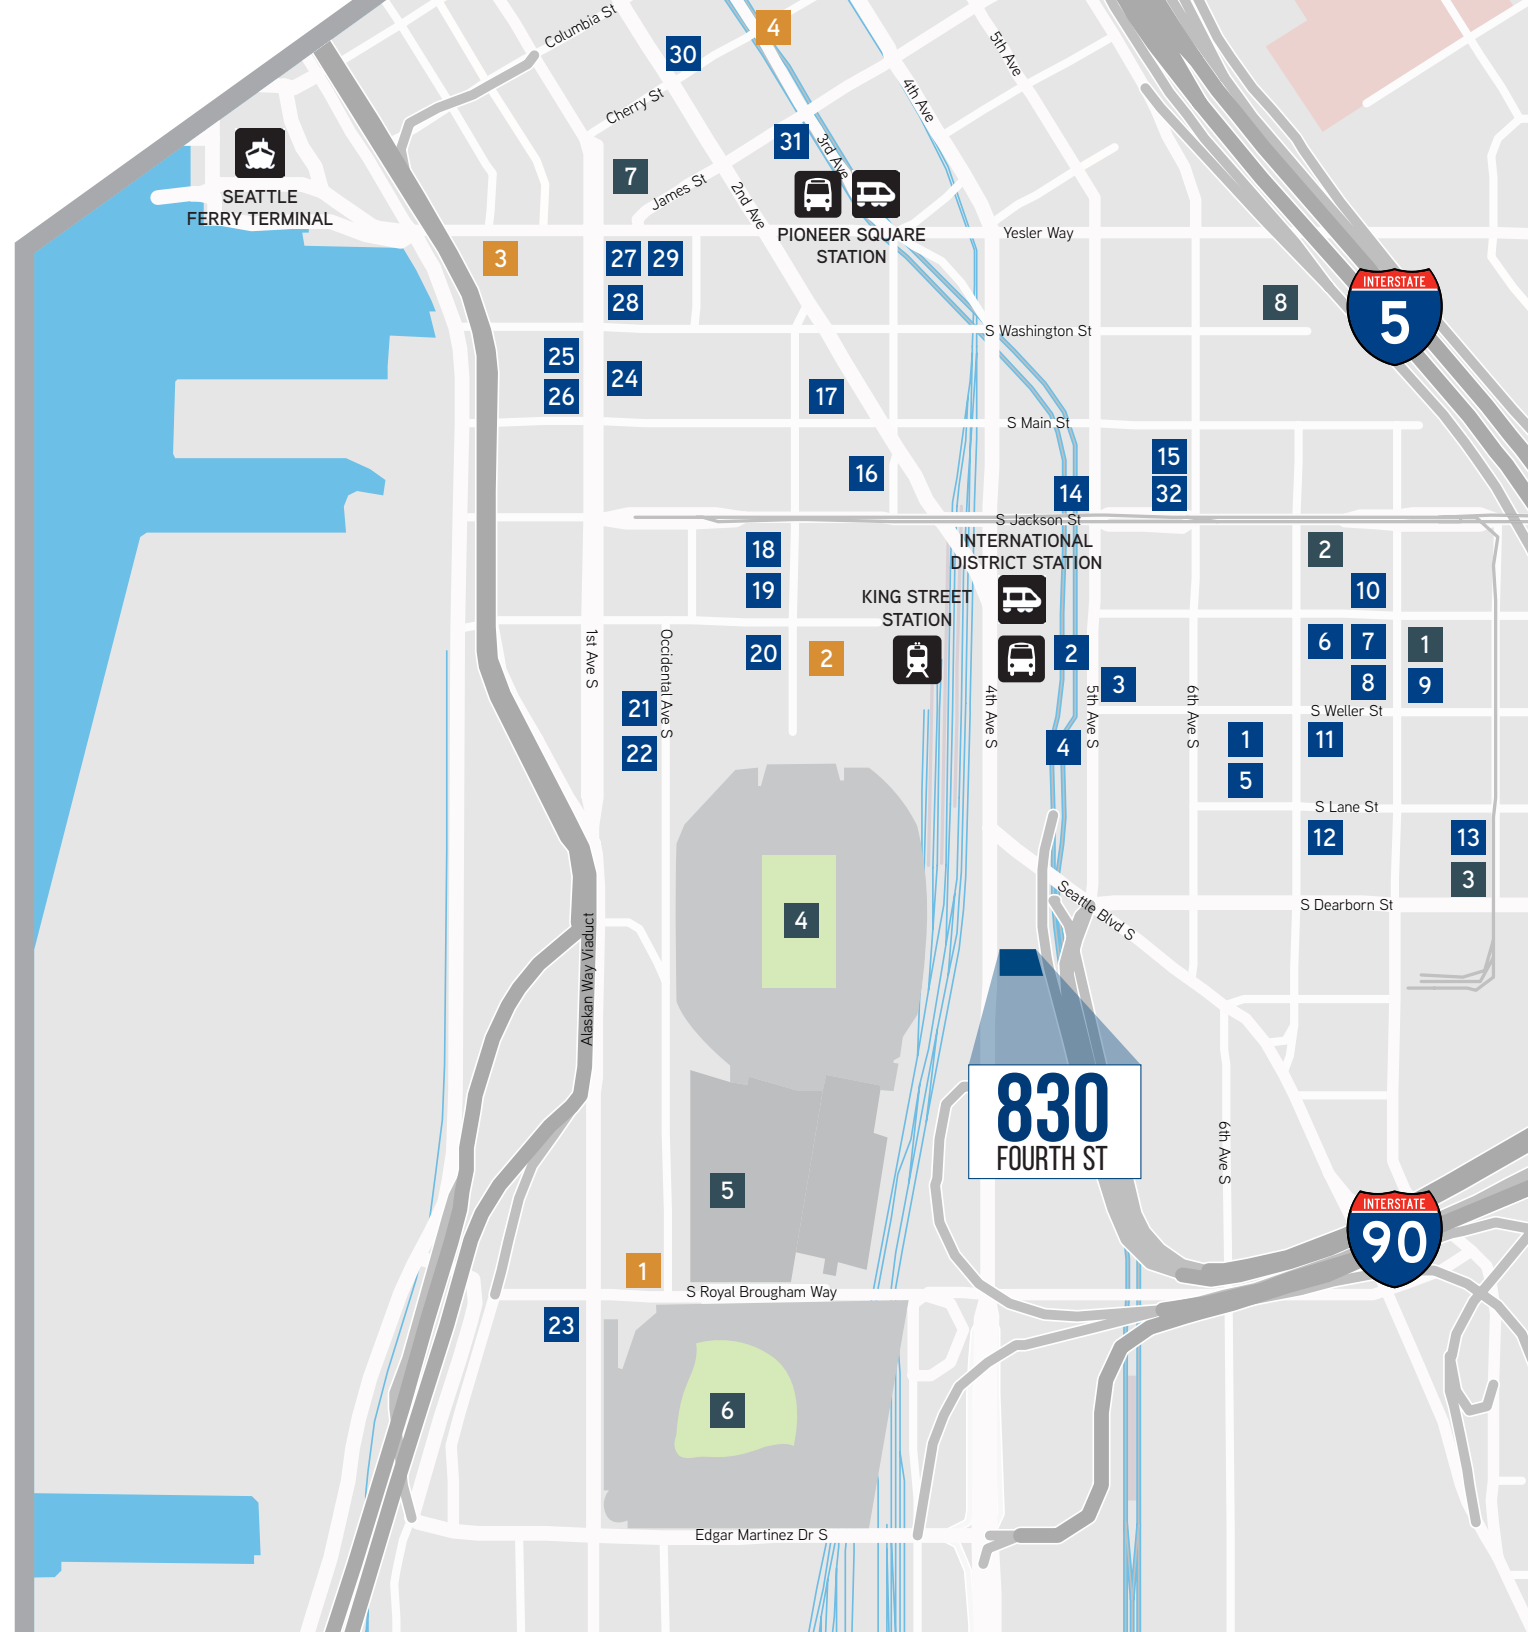 Columbia St
4
30
5th Ave
Cherry St
4th Ave
31
3rd Ave
7
James St
2nd Ave
SEATTLE
FERRY TERMINAL
PIONEER SQUARE
STATION
Yesler Way
3
27
29
28
8
INTERSTATE
5
S Washington St
25
24
26
17
S Main St
15
16
14
32
S Jackson St
INTERNATIONAL
DISTRICT STATION
18
2
19
10
KING STREET
STATION
1st Ave S
Occidental Ave S
20
2
2
6
7
1
3
8
9
21
4th Ave S
5th Ave S
6th Ave S
S Weller St
22
4
1
11
5
S Lane St
12
13
3
4
Seattle Blvd S
S Dearborn St
Alaskan Way Viaduct
830
FOURTH ST
6th Ave S
5
INTERSTATE
90
1
S Royal Brougham Way
23
6
Edgar Martinez Dr S